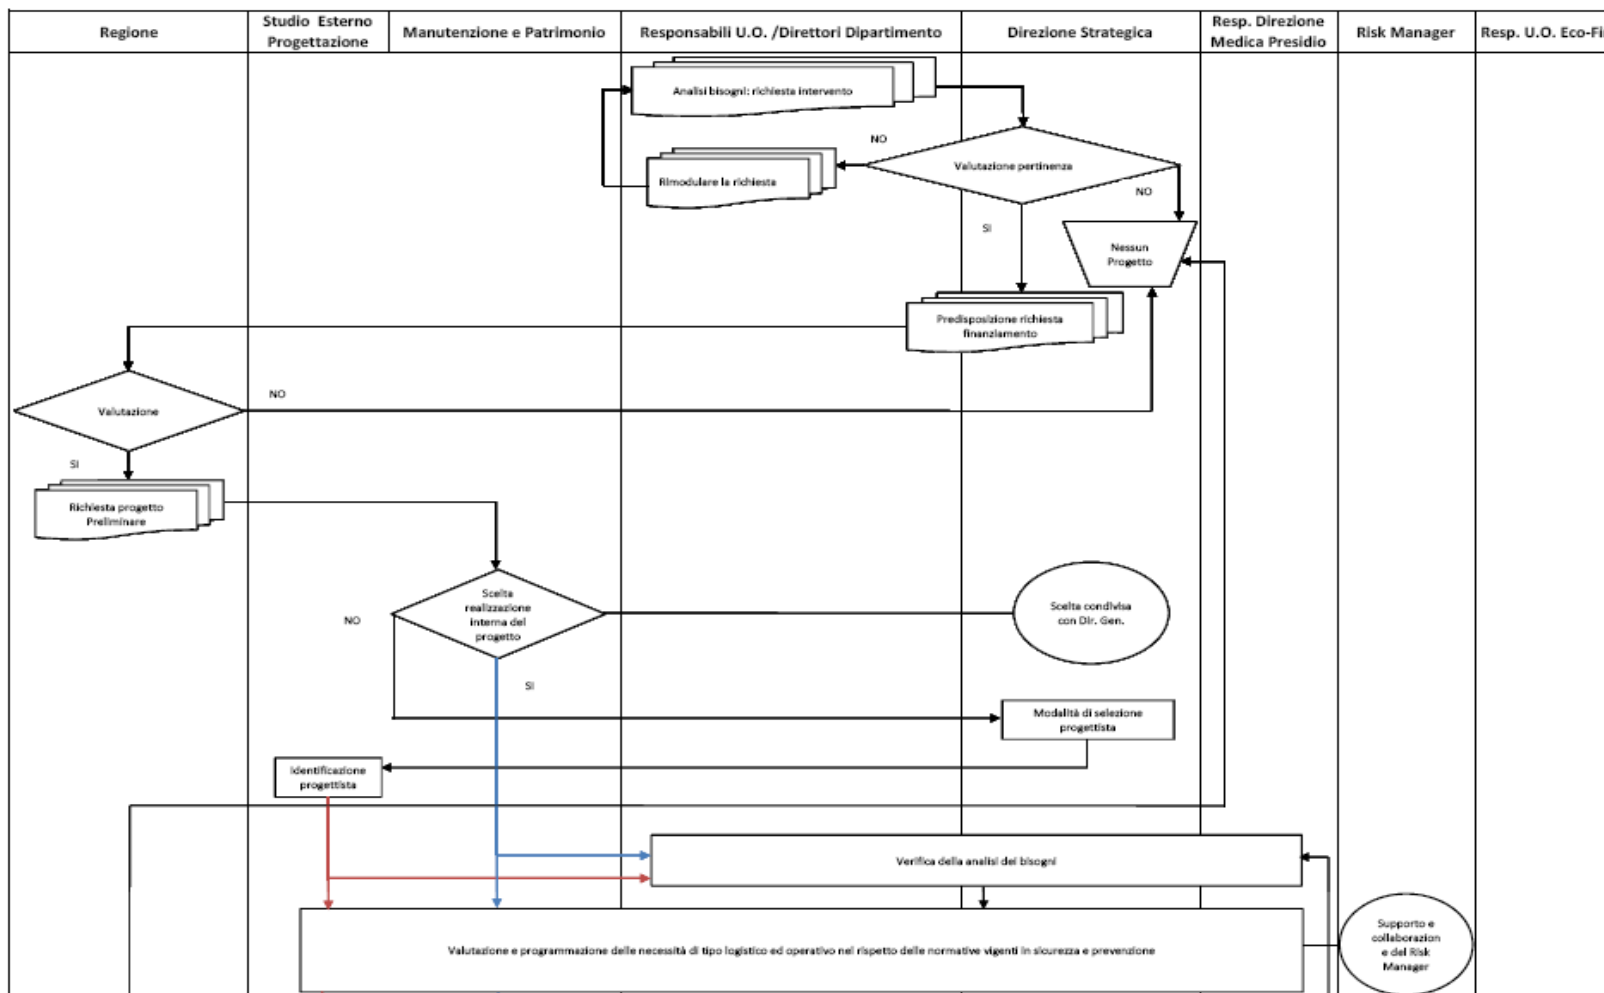 Regione
Studio Esterno
Progettazione
Manutenzione e Patrimonio
Responsabili U.O. /Direttori Dipartimento
Direzione Strategica
Resp. Direzione
Medica Presidio
Risk Manager
Resp. U.O. Eco-Fi
Analisi bisogni: richiesta intervento
NO
Valutazione pertinenza
Rimodulare la richiesta
NO
SI
Nessun
Progetto
Predisposizione richiesta
finanziamento
Valutazione
NO
SI
Richiesta progetto
Preliminare
Scelta
realizzazione
interna del
progetto
NO
Scelta condivisa
con Dir. Gen.
SI
Modalità di selezione
progettista
Identificazione
progettista
Verifica della analisi dei bisogni
Valutazione e programmazione delle necessità di tipo logistico ed operativo nel rispetto delle normative vigenti in sicurezza e prevenzione
Supporto e
collaborazion
e del Risk
Manager